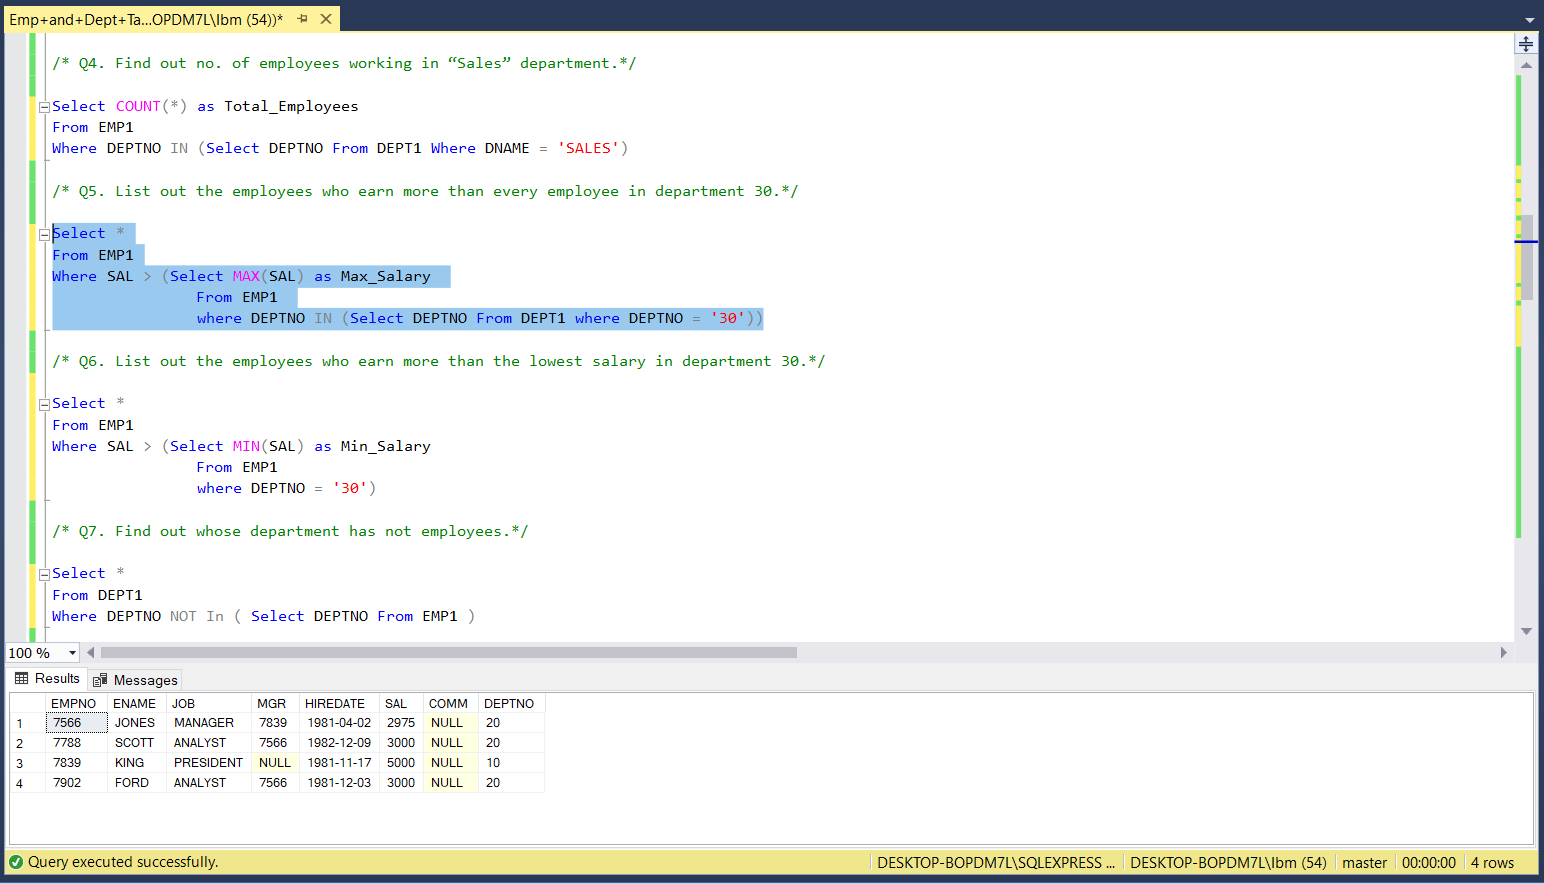 Emp+and+Dept+Ta...OPDM7L\Ibm (54))*
/* Q4. Find out no. of employees working in “Sales” department.*/
Select COUNT(*) as Total_Employees
From EMP1
Where DEPTNO IN (Select DEPTNO From DEPT1 Where DNAME = 'SALES')
/* Q5. List out the employees who earn more than every employee in department 30.*/
Select *
From EMP1
Where SAL > (Select MAX(SAL) as Max_Salary
From EMP1
where DEPTNO IN (Select DEPTNO From DEPT1 where DEPTNO = '30'))
/* Q6. List out the employees who earn more than the lowest salary in department 30.*/
Select *
From EMP1
Where SAL > (Select MIN(SAL) as Min_Salary
From EMP1
where DEPTNO = '30')
/* Q7. Find out whose department has not employees.*/
Select *
From DEPT1
Where DEPTNO NOT In ( Select DEPTNO From EMP1 )
100 %
Results Messages
EMPNO ENAME JOB MGR HIREDATE SAL COMM DEPTNO
1 7566 JONES MANAGER 7839 1981-04-02 2975 NULL 20
2 7788 SCOTT ANALYST 7566 1982-12-09 3000 NULL 20
3 7839 KING PRESIDENT NULL 1981-11-17 5000 NULL 10
4 7902 FORD ANALYST 7566 1981-12-03 3000 NULL 20
Query executed successfully. DESKTOP-BOPDM7L\SQLEXPRESS ... DESKTOP-BOPDM7L\Ibm (54) master 00:00:00 4 rows